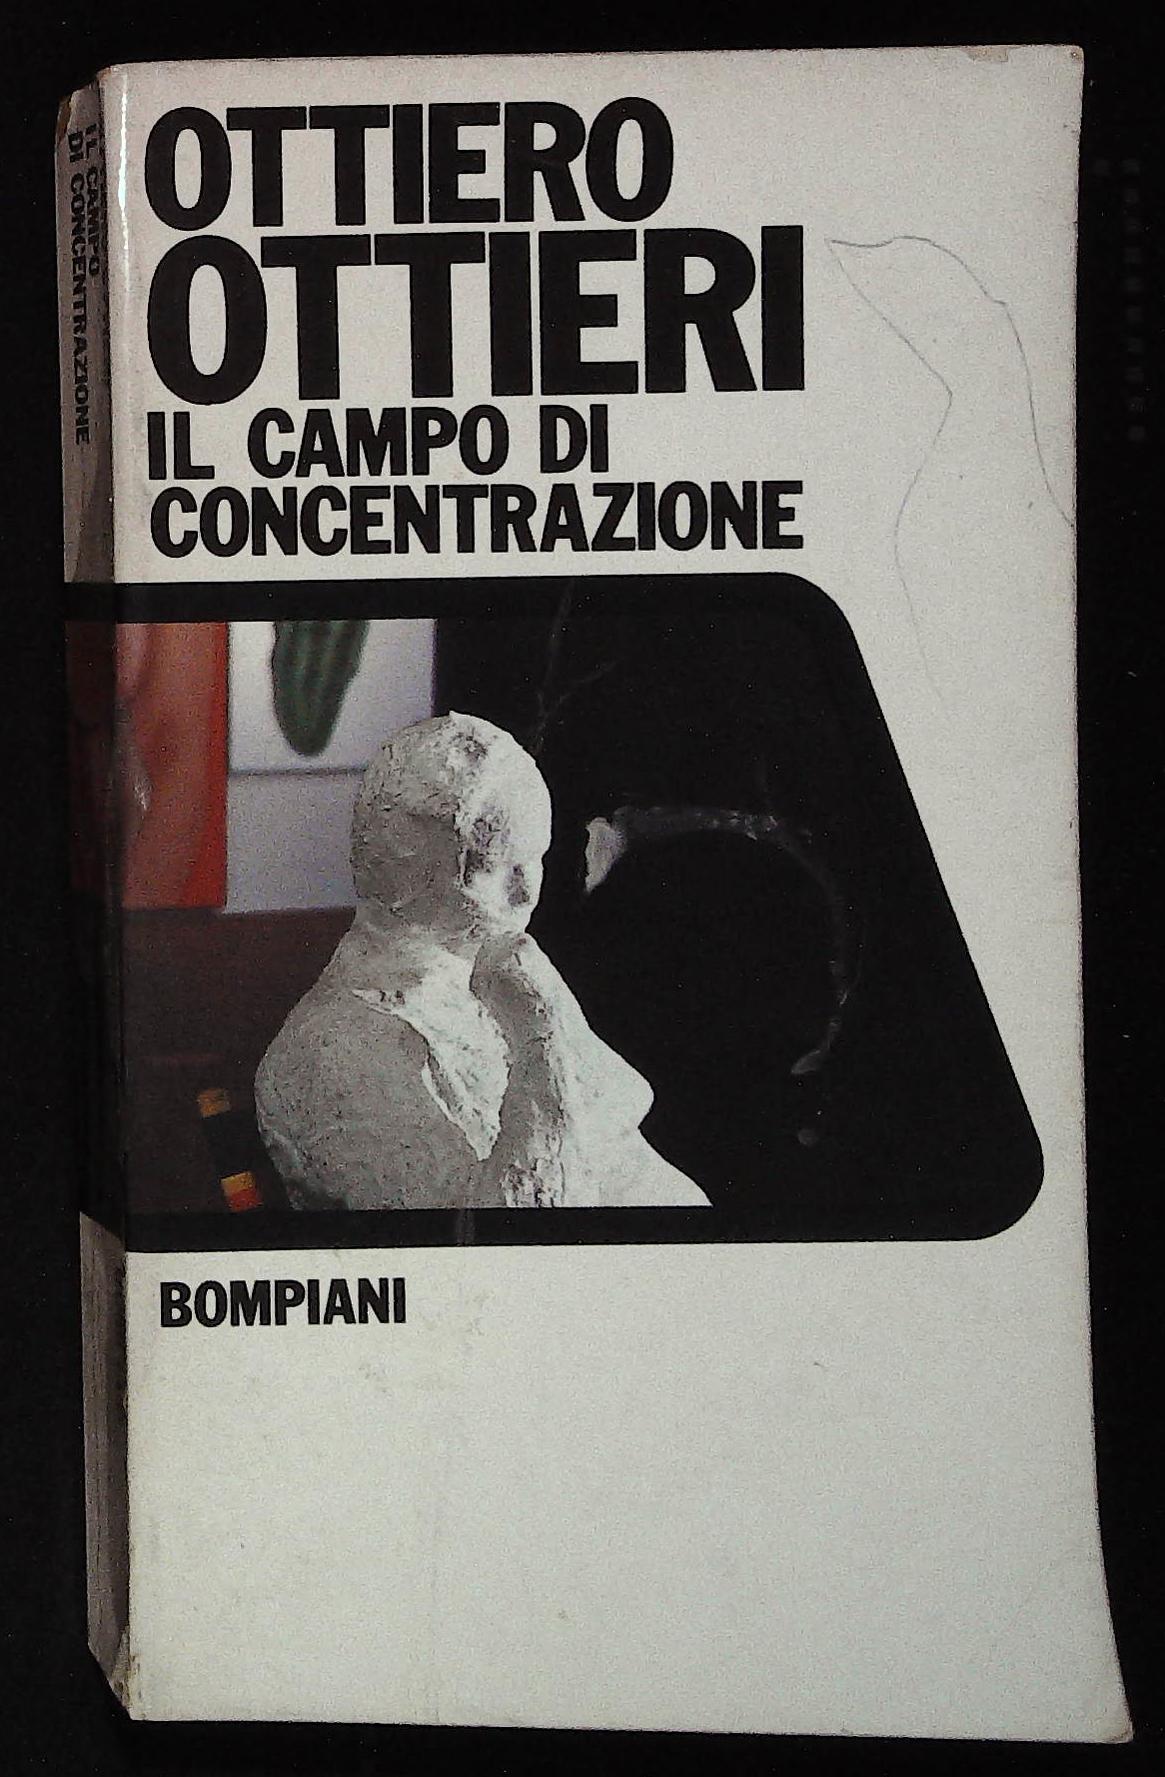 OTTIERO
OTTIERI
IL CAMPO DI
CONCENTRAZIONE
BOMPIANI
IL CAMPO
DI CONCENTRAZIONE